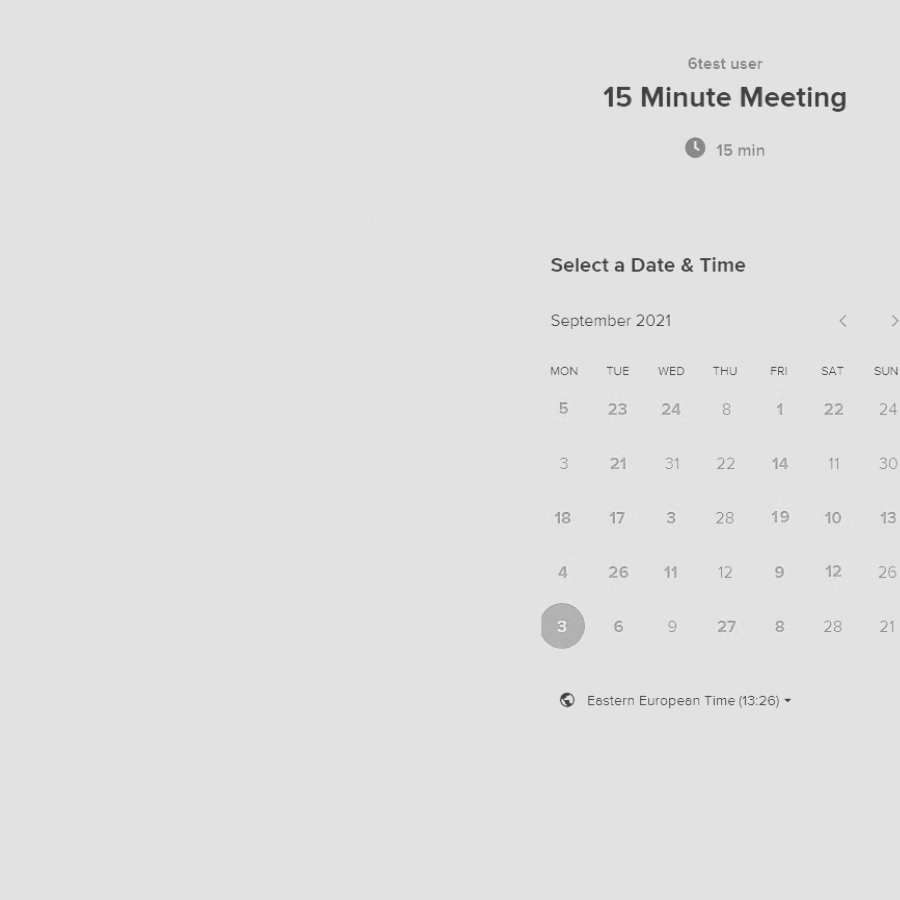 6test user
15 Minute Meeting
15 min
Select a Date & Time
September 2021
MON TUE WED THU FRI SAT SUN
5 23 24 8 1 22 24
3 21 31 22 14 11 30
18 17 3 28 19 10 13
4 26 11 12 9 12 26
3 6 9 27 8 28 21
Eastern European Time (13:26)